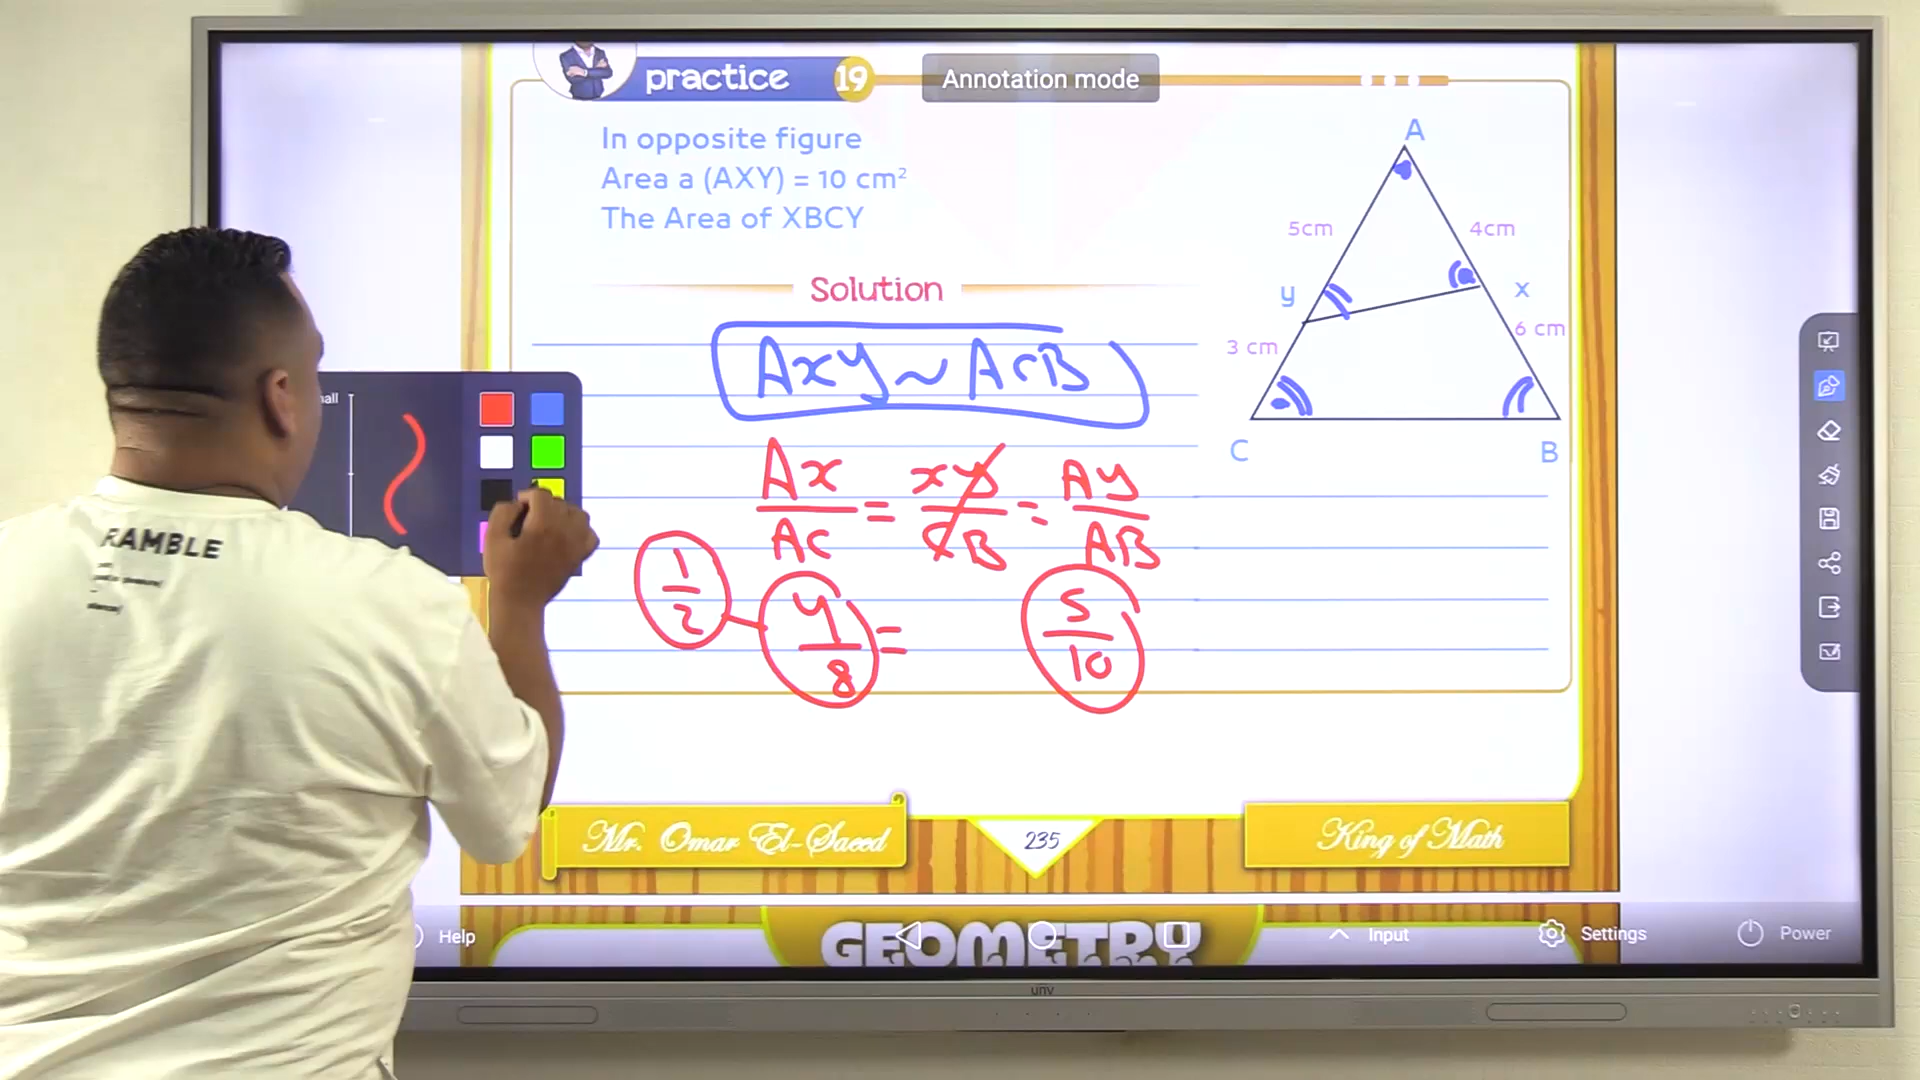 practice 19
Annotation mode
In opposite figure
Area a (AXY) = 10 cm²
The Area of XBCY
Solution
A
5cm
4cm
y
x
3 cm
6 cm
C
B
Axy ~ ACB
Ax/AC = xy/CB = Ay/AB
1/2
4/8 =
5/10
RAMBLE
Mr. Omar El-Saeed
235
King of Math
GEOMETRY
Help
Input
Settings
Power
unv